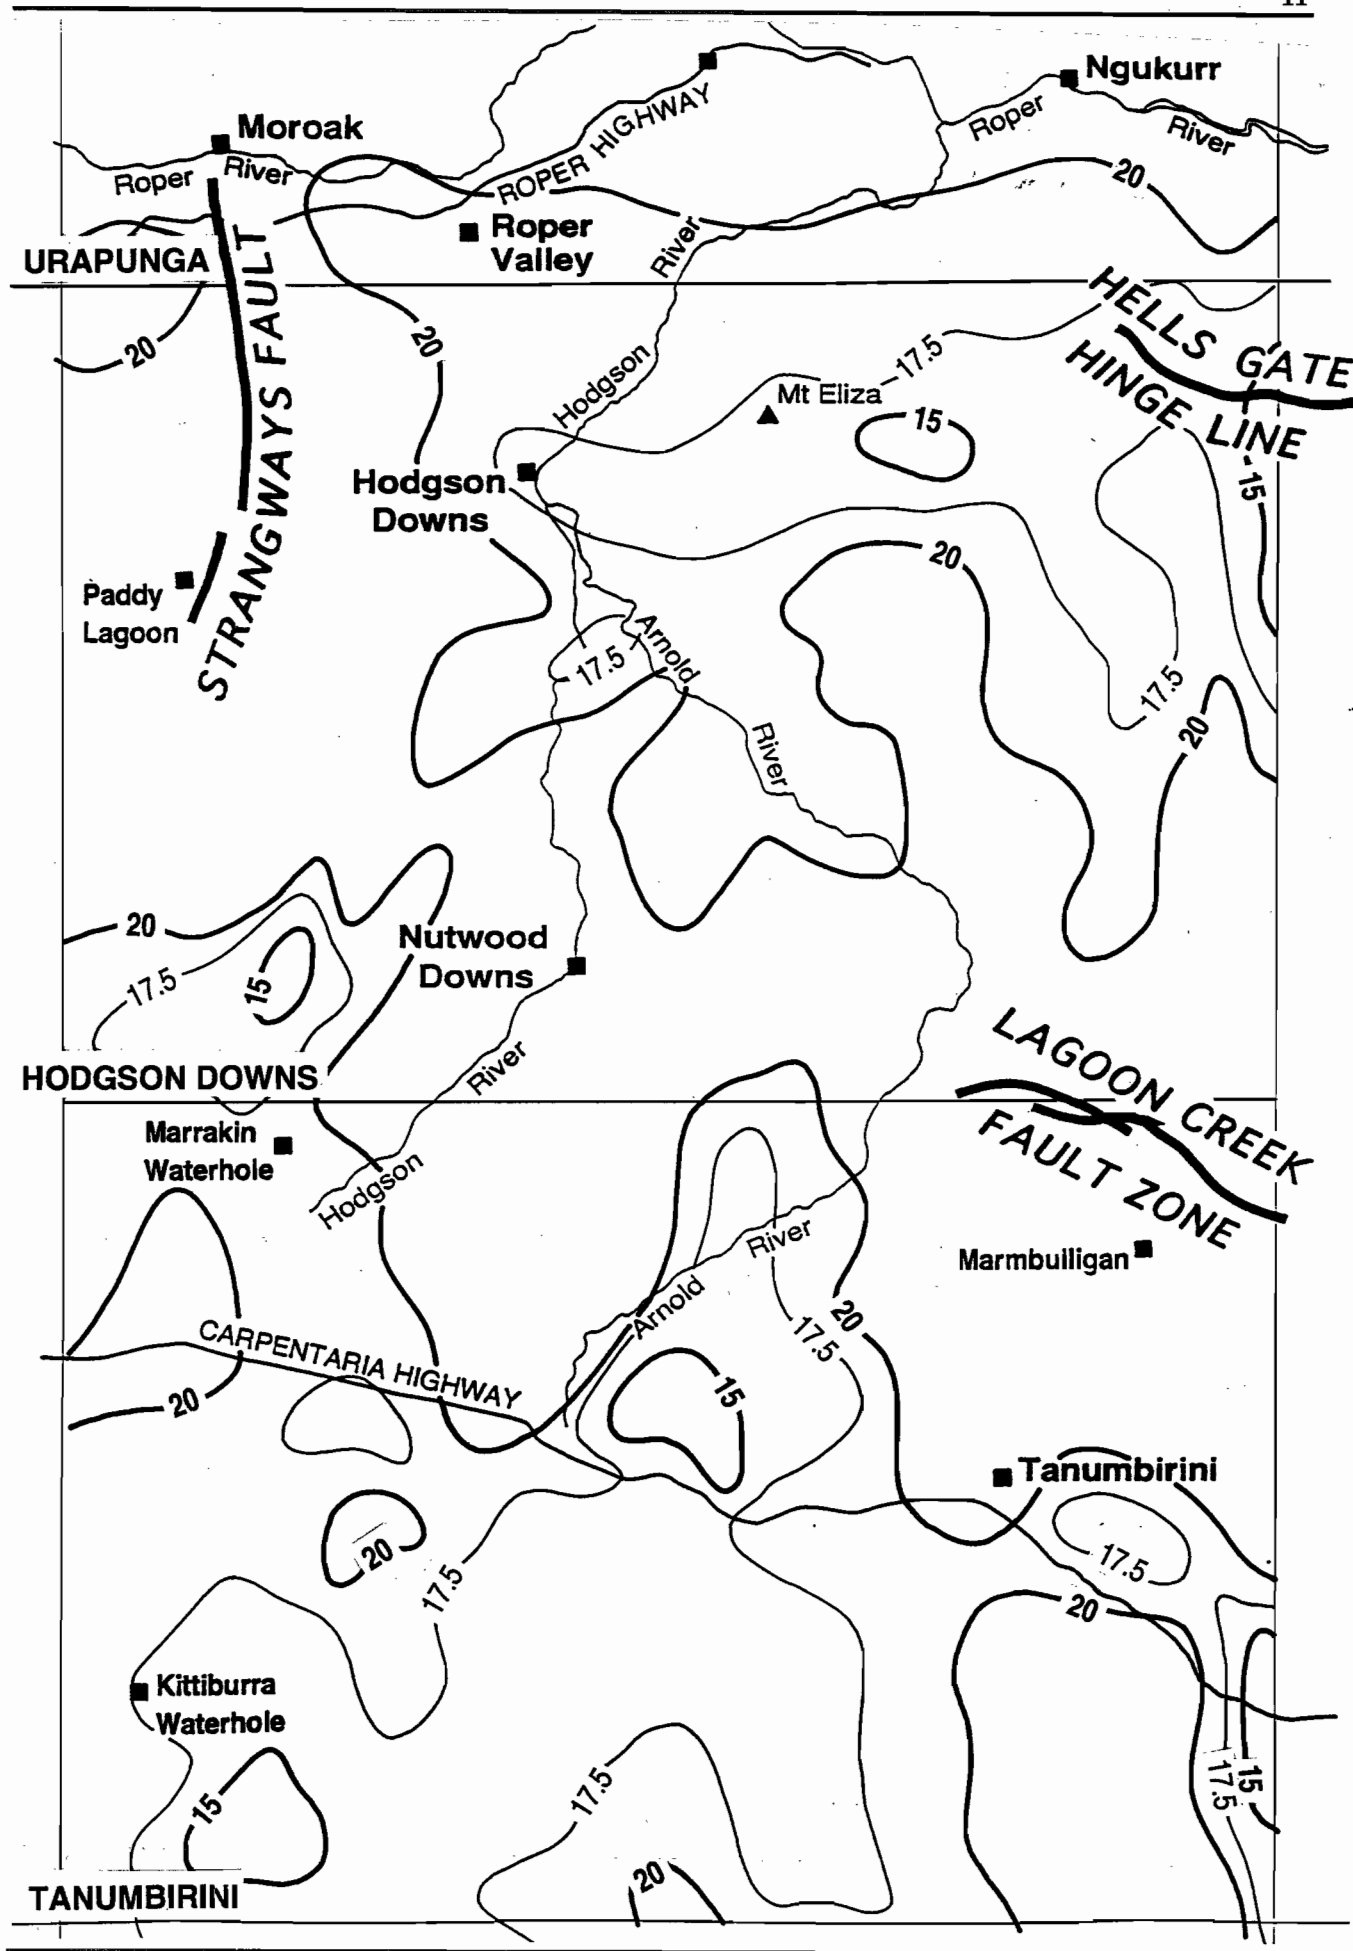 11
Ngukurr
Moroak
ROPER HIGHWAY
Roper
River
Roper
River
20
Roper
Valley
River
URAPUNGA
STRANGWAYS FAULT
HELLS GATE
HINGE LINE
20
20
17.5
Hodgson
Mt Eliza
15
15
Hodgson
Downs
20
Paddy
Lagoon
Arnold
17.5
17.5
River
20
20
Nutwood
Downs
17.5
15
LAGOON CREEK
FAULT ZONE
River
HODGSON DOWNS
Marrakin
Waterhole
Hodgson
River
Marmbulligan
Arnold
20
17.5
CARPENTARIA HIGHWAY
15
20
Tanumbirini
20
17.5
17.5
20
Kittiburra
Waterhole
17.5
15
17.5
15
20
TANUMBIRINI